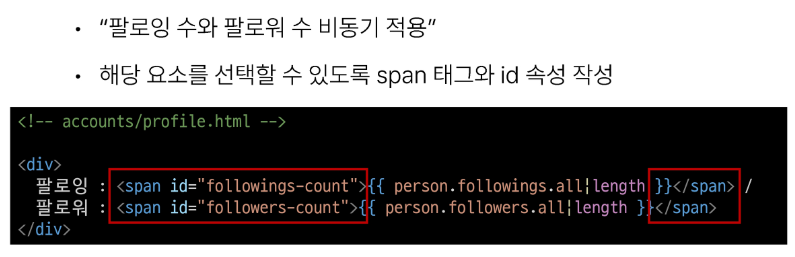 • “팔로잉 수와 팔로워 수 비동기 적용”
• 해당 요소를 선택할 수 있도록 span 태그와 id 속성 작성
<!-- accounts/profile.html -->
<div>
팔로잉 : <span id="followings-count">{{ person.followings.all|length }}</span> /
팔로워 : <span id="followers-count">{{ person.followers.all|length }}</span>
</div>